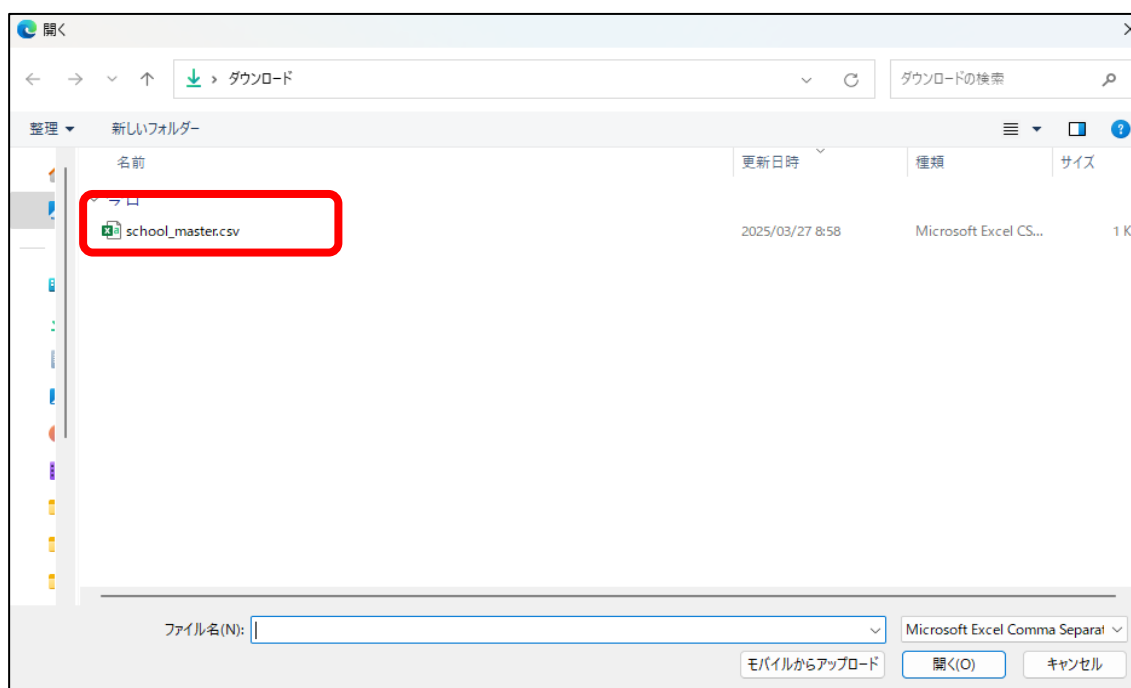 開く
ダウンロード
ダウンロードの検索
整理
新しいフォルダー
名前
更新日時
種類
サイズ
今日
school_master.csv
2025/03/27 8:58
Microsoft Excel CS...
1 K
ファイル名(N):
Microsoft Excel Comma Separat
モバイルからアップロード
開く(O)
キャンセル